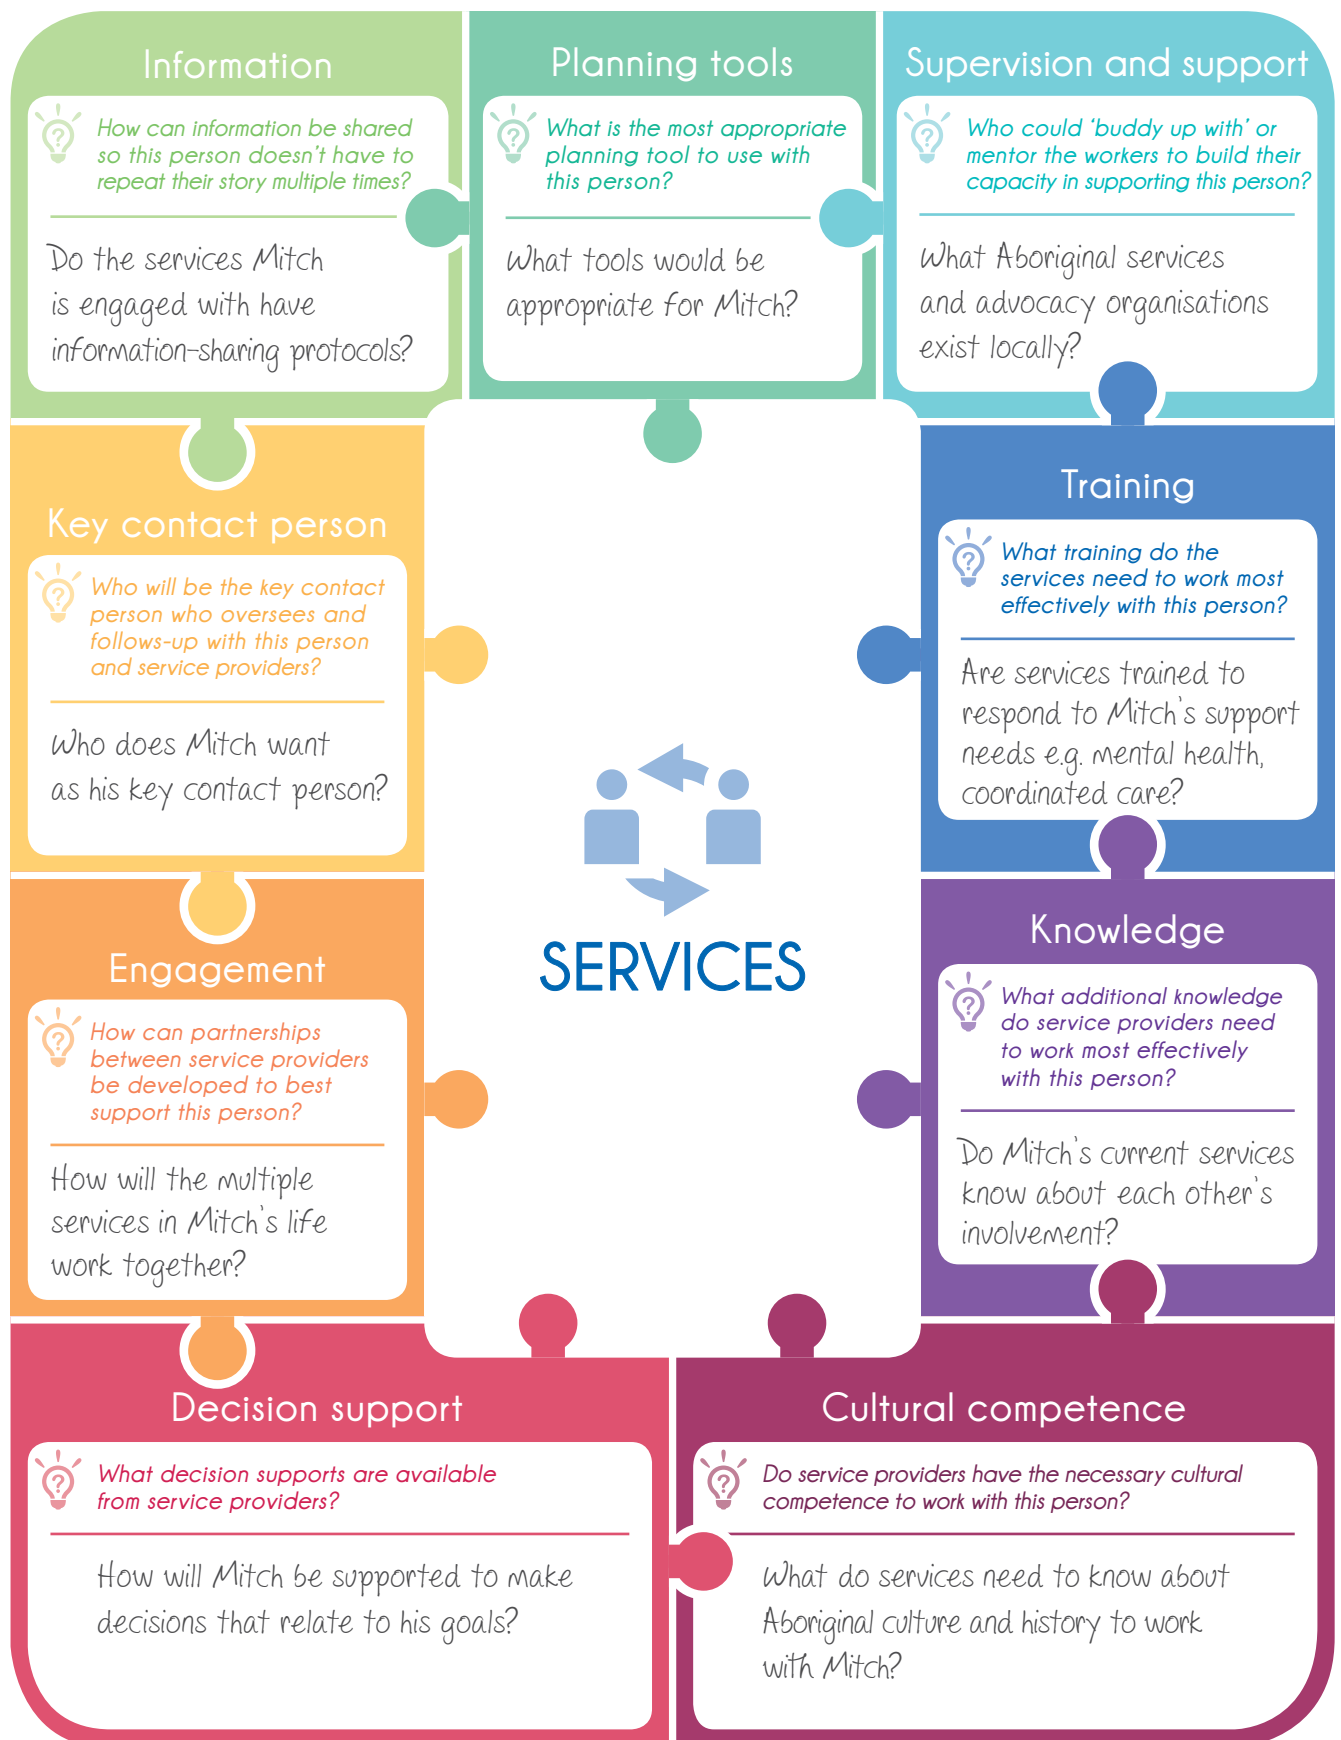 Information
How can information be shared
so this person doesn't have to
repeat their story multiple times?
Do the services Mitch
is engaged with have
information-sharing protocols?
Planning tools
What is the most appropriate
planning tool to use with
this person?
What tools would be
appropriate for Mitch?
Supervision and support
Who could 'buddy up with' or
mentor the workers to build their
capacity in supporting this person?
What Aboriginal services
and advocacy organisations
exist locally?
Key contact person
Who will be the key contact
person who oversees and
follows-up with this person
and service providers?
Who does Mitch want
as his key contact person?
Training
What training do the
services need to work most
effectively with this person?
Are services trained to
respond to Mitch's support
needs e.g. mental health,
coordinated care?
SERVICES
Engagement
How can partnerships
between service providers
be developed to best
support this person?
How will the multiple
services in Mitch's life
work together?
Knowledge
What additional knowledge
do service providers need
to work most effectively
with this person?
Do Mitch's current services
know about each other's
involvement?
Decision support
What decision supports are available
from service providers?
How will Mitch be supported to make
decisions that relate to his goals?
Cultural competence
Do service providers have the necessary cultural
competence to work with this person?
What do services need to know about
Aboriginal culture and history to work
with Mitch?